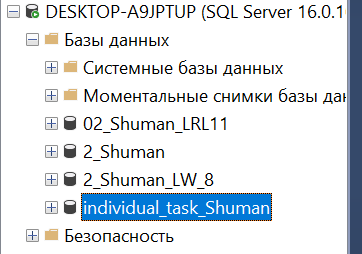 DESKTOP-A9JPTUP (SQL Server 16.0.1
Базы данных
Системные базы данных
Моментальные снимки базы дан
02_Shuman_LRL11
2_Shuman
2_Shuman_LW_8
individual_task_Shuman
Безопасность